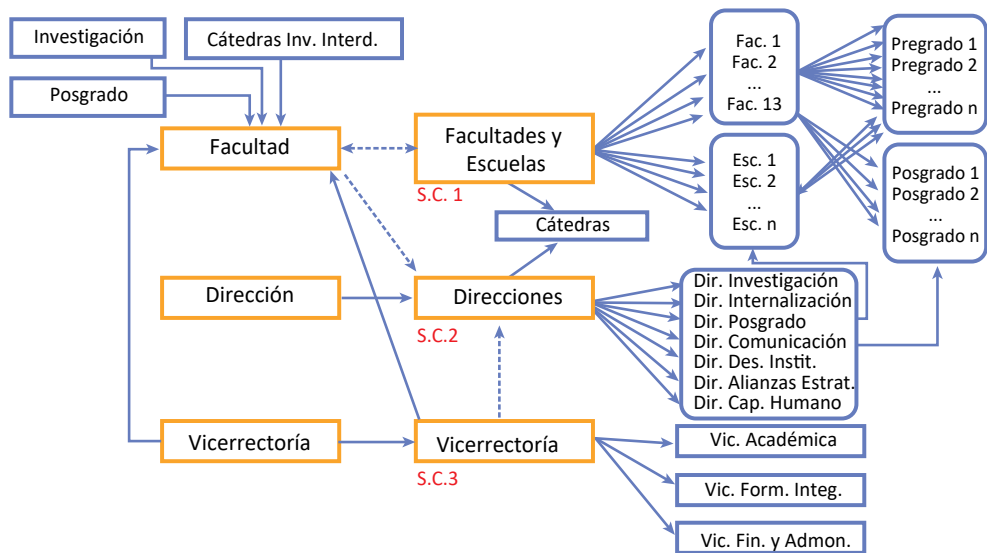 Investigación
Cátedras Inv. Interd.
Posgrado
Facultad
Facultades y
Escuelas
S.C. 1
Cátedras
Fac. 1
Fac. 2
...
Fac. 13
Pregrado 1
Pregrado 2
...
Pregrado n
Esc. 1
Esc. 2
...
Esc. n
Posgrado 1
Posgrado 2
...
Posgrado n
Dirección
Direcciones
S.C.2
Dir. Investigación
Dir. Internalización
Dir. Posgrado
Dir. Comunicación
Dir. Des. Instit.
Dir. Alianzas Estrat.
Dir. Cap. Humano
Vicerrectoría
Vicerrectoría
S.C.3
Vic. Académica
Vic. Form. Integ.
Vic. Fin. y Admon.